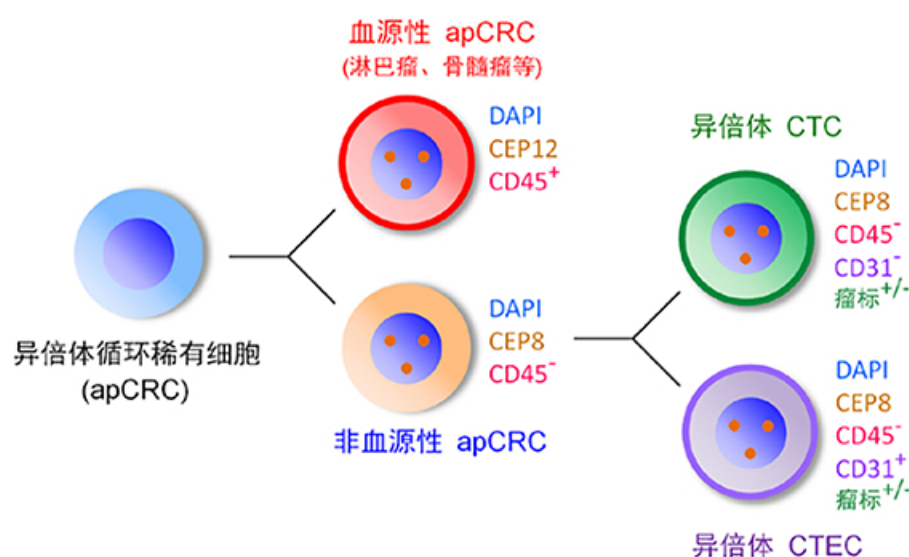 血源性 apCRC
(淋巴瘤、骨髓瘤等)
DAPI
CEP12
CD45⁺
异倍体循环稀有细胞
(apCRC)
DAPI
CEP8
CD45⁻
非血源性 apCRC
异倍体 CTC
DAPI
CEP8
CD45⁻
CD31⁻
瘤标⁺/⁻
DAPI
CEP8
CD45⁻
CD31⁺
瘤标⁺/⁻
异倍体 CTEC